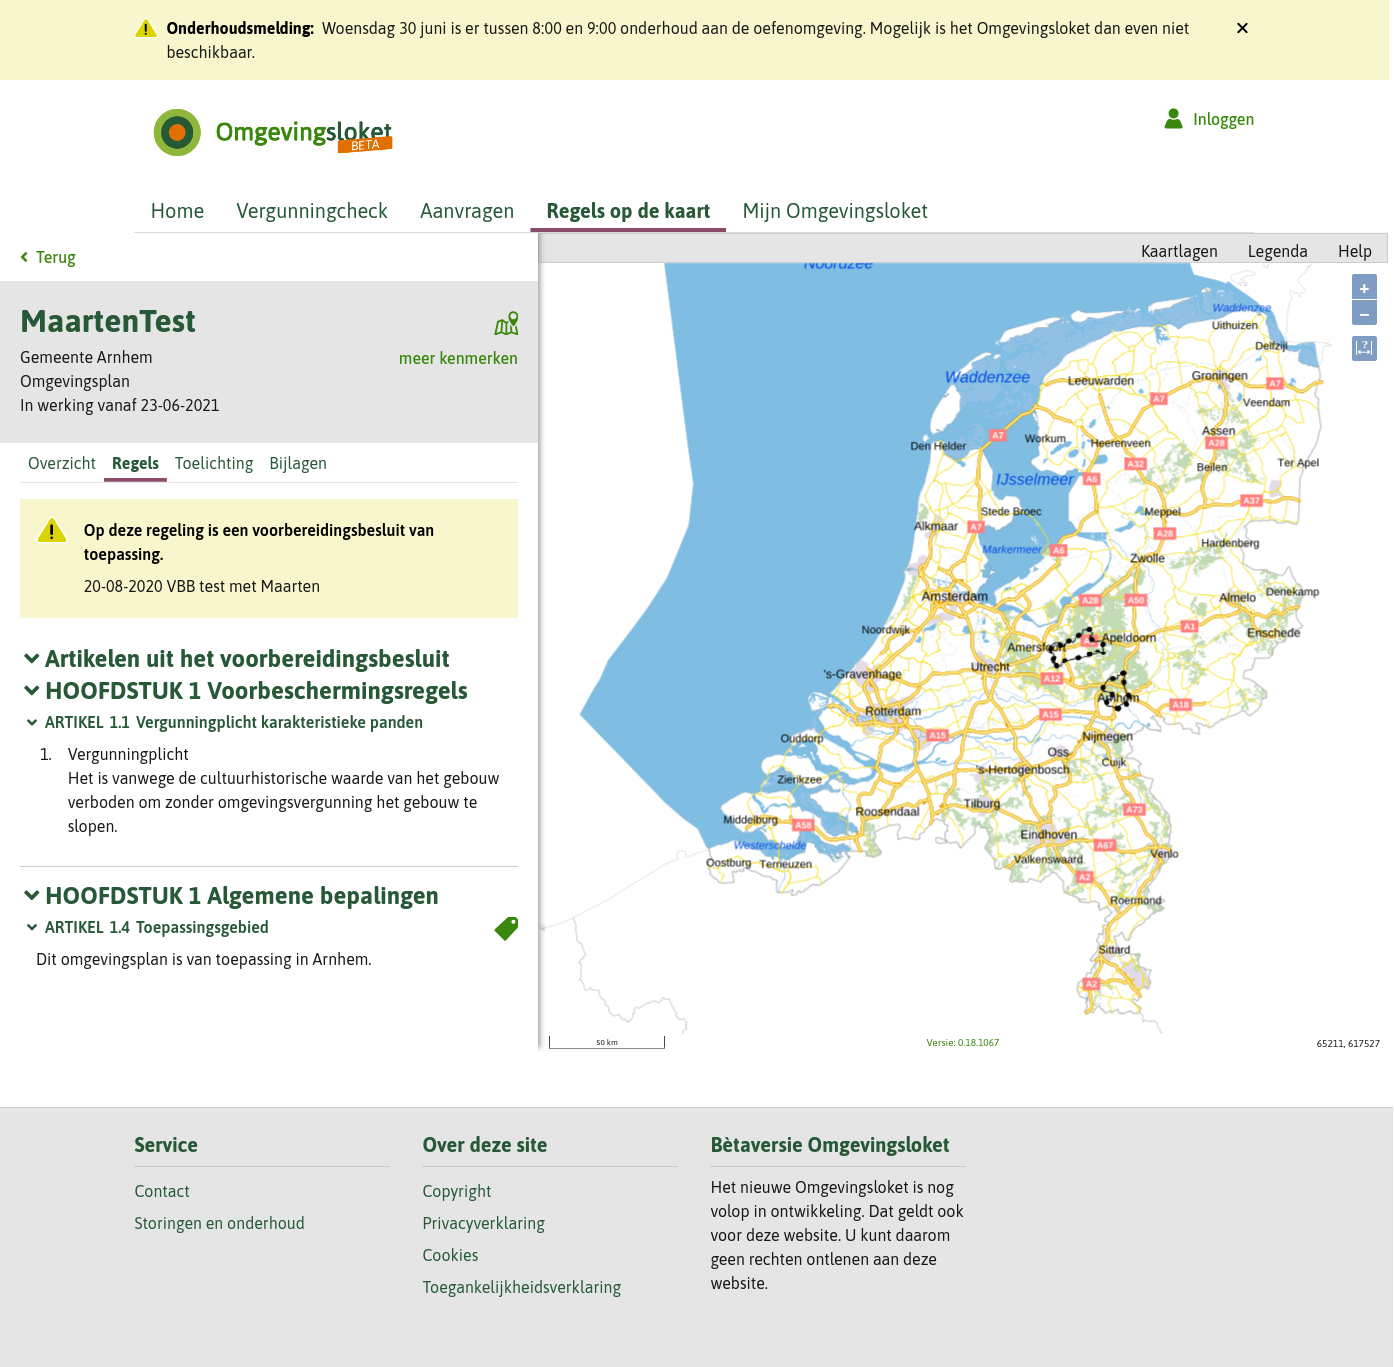 Onderhoudsmelding: Woensdag 30 juni is er tussen 8:00 en 9:00 onderhoud aan de oefenomgeving. Mogelijk is het Omgevingsloket dan even niet
beschikbaar.
Omgevingsloket
BETA
Inloggen
Home Vergunningcheck Aanvragen Regels op de kaart Mijn Omgevingsloket
Terug
MaartenTest
Gemeente Arnhem
meer kenmerken
Omgevingsplan
In werking vanaf 23-06-2021
Overzicht Regels Toelichting Bijlagen
Op deze regeling is een voorbereidingsbesluit van
toepassing.
20-08-2020 VBB test met Maarten
Artikelen uit het voorbereidingsbesluit
HOOFDSTUK 1 Voorbeschermingsregels
ARTIKEL 1.1 Vergunningplicht karakteristieke panden
1. Vergunningplicht
Het is vanwege de cultuurhistorische waarde van het gebouw
verboden om zonder omgevingsvergunning het gebouw te
slopen.
HOOFDSTUK 1 Algemene bepalingen
ARTIKEL 1.4 Toepassingsgebied
Dit omgevingsplan is van toepassing in Arnhem.
Kaartlagen Legenda Help
Noordzee
+
–
?
Waddenzee
Uithuizen
Delfzijl
Waddenzee
Leeuwarden
Groningen
A7
A7
Veendam
Den Helder
A7
Workum
Heerenveen
Assen
A28
A32
Beilen
Ter Apel
IJsselmeer
A6
A37
Stede Broec
Meppel
Alkmaar
A7
A28
Markermeer
A6
Hardenberg
Zwolle
Amsterdam
A28
A50
Almelo
Denekamp
Noordwijk
A1
Enschede
Apeldoorn
Amersfoort
Utrecht
's-Gravenhage
A12
Arnhem
A18
Rotterdam
A15
A15
Ouddorp
Nijmegen
Oss
Cuijk
's-Hertogenbosch
Zierikzee
Tilburg
Roosendaal
A73
Middelburg
A58
Eindhoven
Westerschelde
A67
Oostburg
Terneuzen
Valkenswaard
Venlo
A2
Roermond
Sittard
A2
50 km
Versie: 0.18.1067
65211, 617527
Service
Contact
Storingen en onderhoud
Over deze site
Copyright
Privacyverklaring
Cookies
Toegankelijkheidsverklaring
Bètaversie Omgevingsloket
Het nieuwe Omgevingsloket is nog
volop in ontwikkeling. Dat geldt ook
voor deze website. U kunt daarom
geen rechten ontlenen aan deze
website.